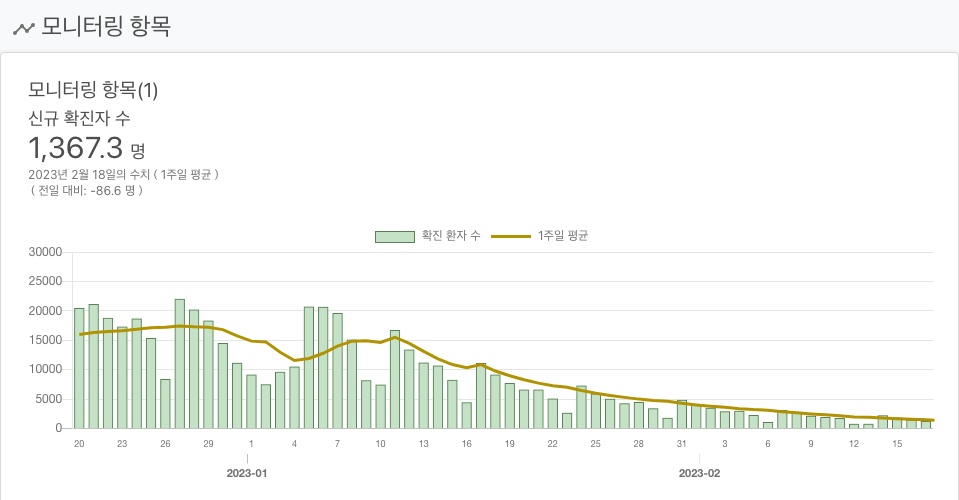 모니터링 항목
모니터링 항목(1)
신규 확진자 수
1,367.3 명
2023년 2월 18일의 수치 ( 1주일 평균 )
( 전일 대비: -86.6 명 )
확진 환자 수 1주일 평균
30000
25000
20000
15000
10000
5000
0
20 23 26 29 1 4 7 10 13 16 19 22 25 28 31 3 6 9 12 15
2023-01 2023-02